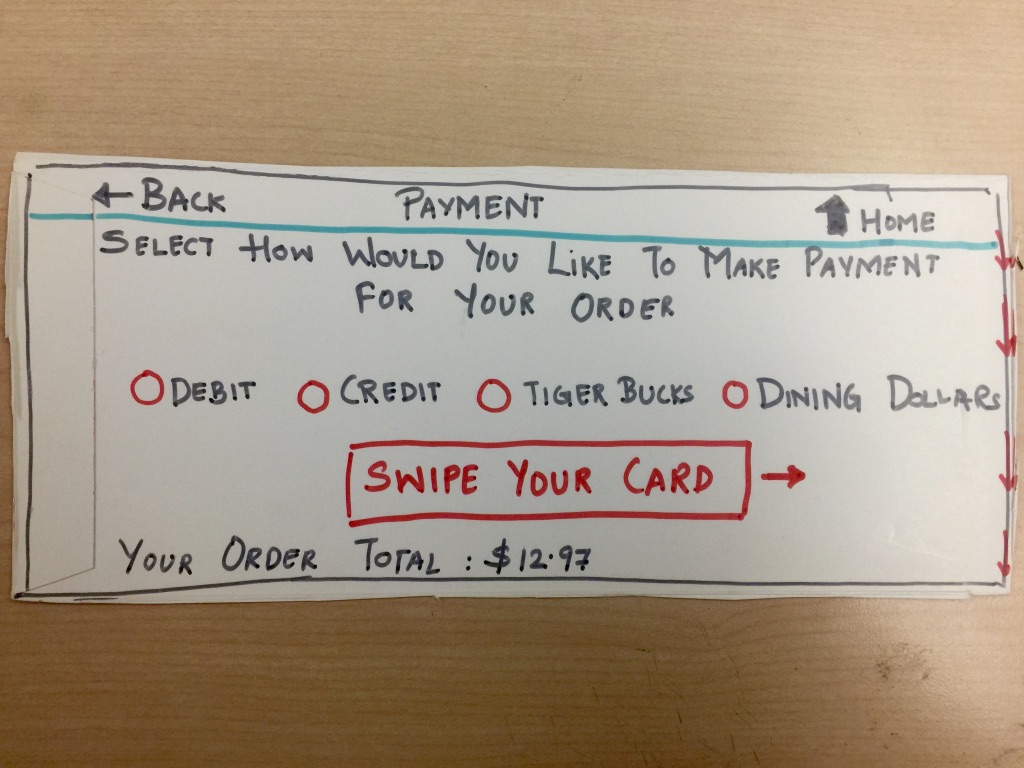 ← BACK PAYMENT HOME
SELECT HOW WOULD YOU LIKE TO MAKE PAYMENT
FOR YOUR ORDER
DEBIT CREDIT TIGER BUCKS DINING DOLLARS
SWIPE YOUR CARD →
YOUR ORDER TOTAL : $12.97